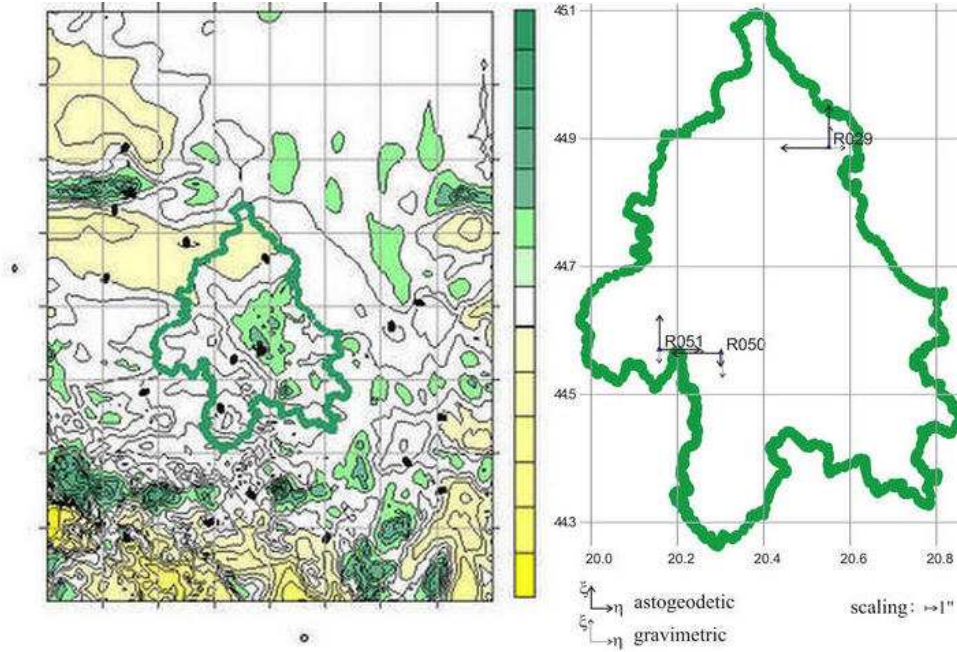 45.1
44.9
R029
44.7
R051
R050
44.5
44.3
20.0 20.2 20.4 20.6 20.8
ξ
η astogeodetic
scaling: ↦1"
ξ
η gravimetric